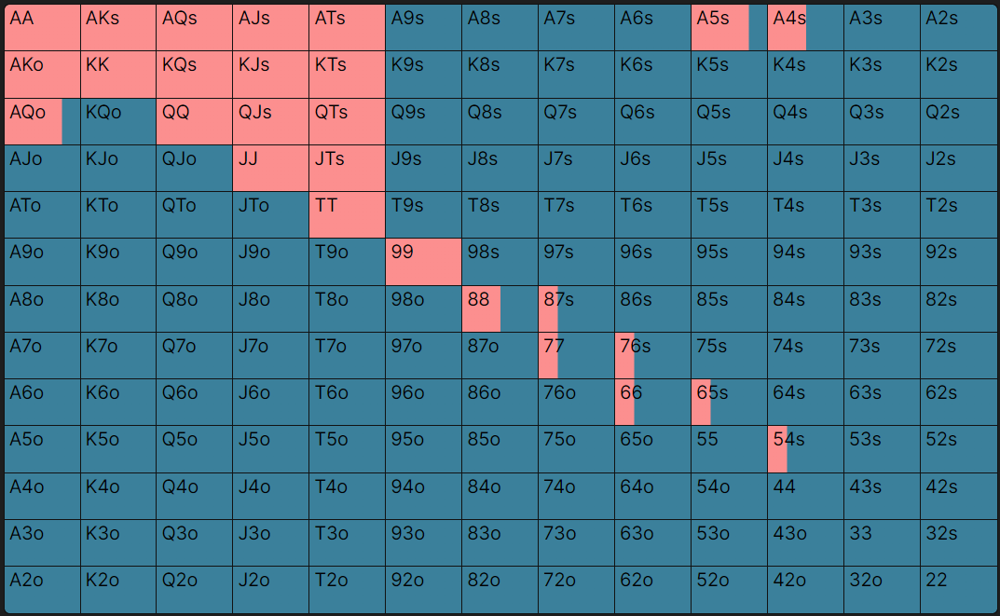 AA AKs AQs AJs ATs A9s A8s A7s A6s A5s A4s A3s A2s
AKo KK KQs KJs KTs K9s K8s K7s K6s K5s K4s K3s K2s
AQo KQo QQ QJs QTs Q9s Q8s Q7s Q6s Q5s Q4s Q3s Q2s
AJo KJo QJo JJ JTs J9s J8s J7s J6s J5s J4s J3s J2s
ATo KTo QTo JTo TT T9s T8s T7s T6s T5s T4s T3s T2s
A9o K9o Q9o J9o T9o 99 98s 97s 96s 95s 94s 93s 92s
A8o K8o Q8o J8o T8o 98o 88 87s 86s 85s 84s 83s 82s
A7o K7o Q7o J7o T7o 97o 87o 77 76s 75s 74s 73s 72s
A6o K6o Q6o J6o T6o 96o 86o 76o 66 65s 64s 63s 62s
A5o K5o Q5o J5o T5o 95o 85o 75o 65o 55 54s 53s 52s
A4o K4o Q4o J4o T4o 94o 84o 74o 64o 54o 44 43s 42s
A3o K3o Q3o J3o T3o 93o 83o 73o 63o 53o 43o 33 32s
A2o K2o Q2o J2o T2o 92o 82o 72o 62o 52o 42o 32o 22